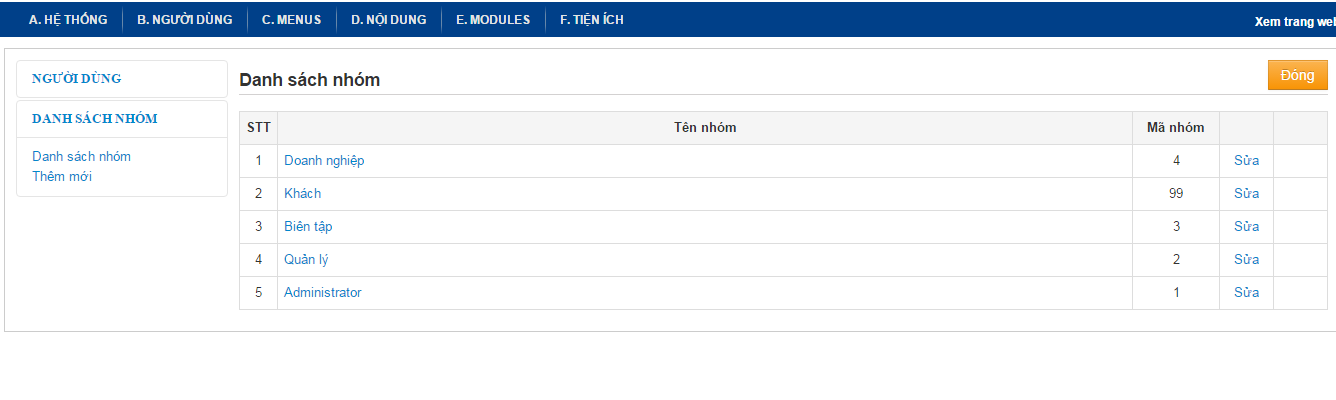 A. HỆ THỐNG B. NGƯỜI DÙNG C. MENUS D. NỘI DUNG E. MODULES F. TIỆN ÍCH Xem trang web
NGƯỜI DÙNG
DANH SÁCH NHÓM
Danh sách nhóm
Thêm mới
Danh sách nhóm Đóng
STT Tên nhóm Mã nhóm
1 Doanh nghiệp 4 Sửa
2 Khách 99 Sửa
3 Biên tập 3 Sửa
4 Quản lý 2 Sửa
5 Administrator 1 Sửa